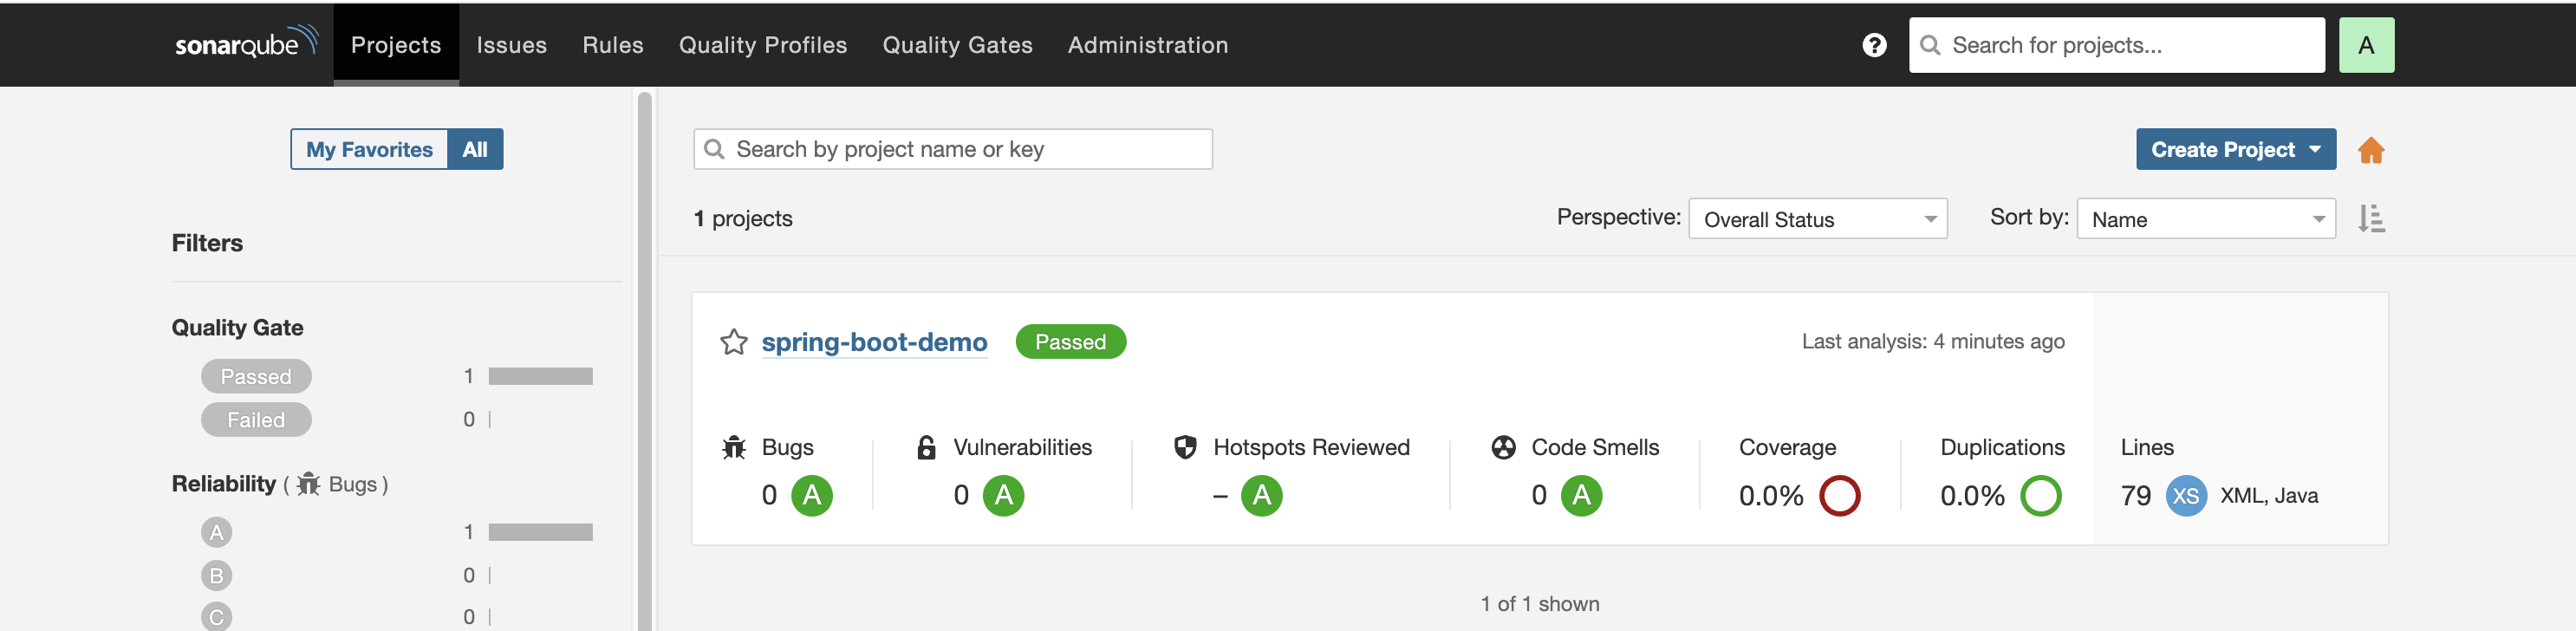 sonarqube Projects Issues Rules Quality Profiles Quality Gates Administration ? Search for projects... A
My Favorites All
Search by project name or key
Create Project
1 projects
Perspective: Overall Status Sort by: Name
Filters
Quality Gate
Passed 1
Failed 0
Reliability ( Bugs )
A 1
B 0
C 0
spring-boot-demo Passed Last analysis: 4 minutes ago
Bugs Vulnerabilities Hotspots Reviewed Code Smells Coverage Duplications Lines
0 A 0 A – A 0 A 0.0% 0.0% 79 XS XML, Java
1 of 1 shown